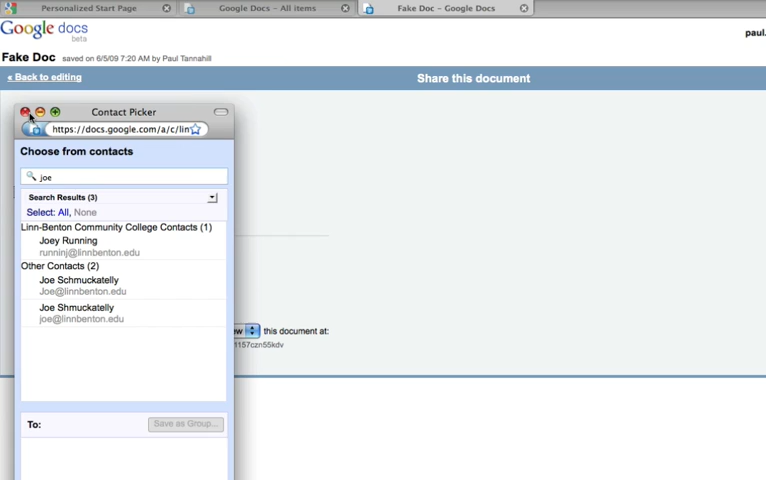 Personalized Start Page
Google Docs - All items
Fake Doc - Google Docs
Google docs
beta
paul.
Fake Doc saved on 6/5/09 7:20 AM by Paul Tannahill
« Back to editing
Share this document
Contact Picker
https://docs.google.com/a/c/lin
Choose from contacts
joe
Search Results (3)
Select: All, None
Linn-Benton Community College Contacts (1)
Joey Running
runninj@linnbenton.edu
Other Contacts (2)
Joe Schmuckatelly
Joe@linnbenton.edu
Joe Shmuckatelly
joe@linnbenton.edu
ew this document at:
1157czn55kdv
To:
Save as Group...